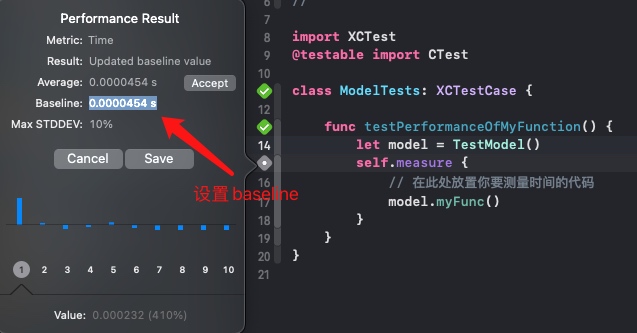 Performance Result
Metric: Time
Result: Updated baseline value
Average: 0.0000454 s
Accept
Baseline: 0.0000454 s
Max STDDEV: 10%
Cancel Save
设置 baseline
1 2 3 4 5 6 7 8 9 10
Value: 0.000232 (410%)
6 //
7
8 import XCTest
9 @testable import CTest
10
class ModelTests: XCTestCase {
12
func testPerformanceOfMyFunction() {
14 let model = TestModel()
self.measure {
16 // 在此处放置你要测量时间的代码
17 model.myFunc()
18 }
19 }
20 }
21